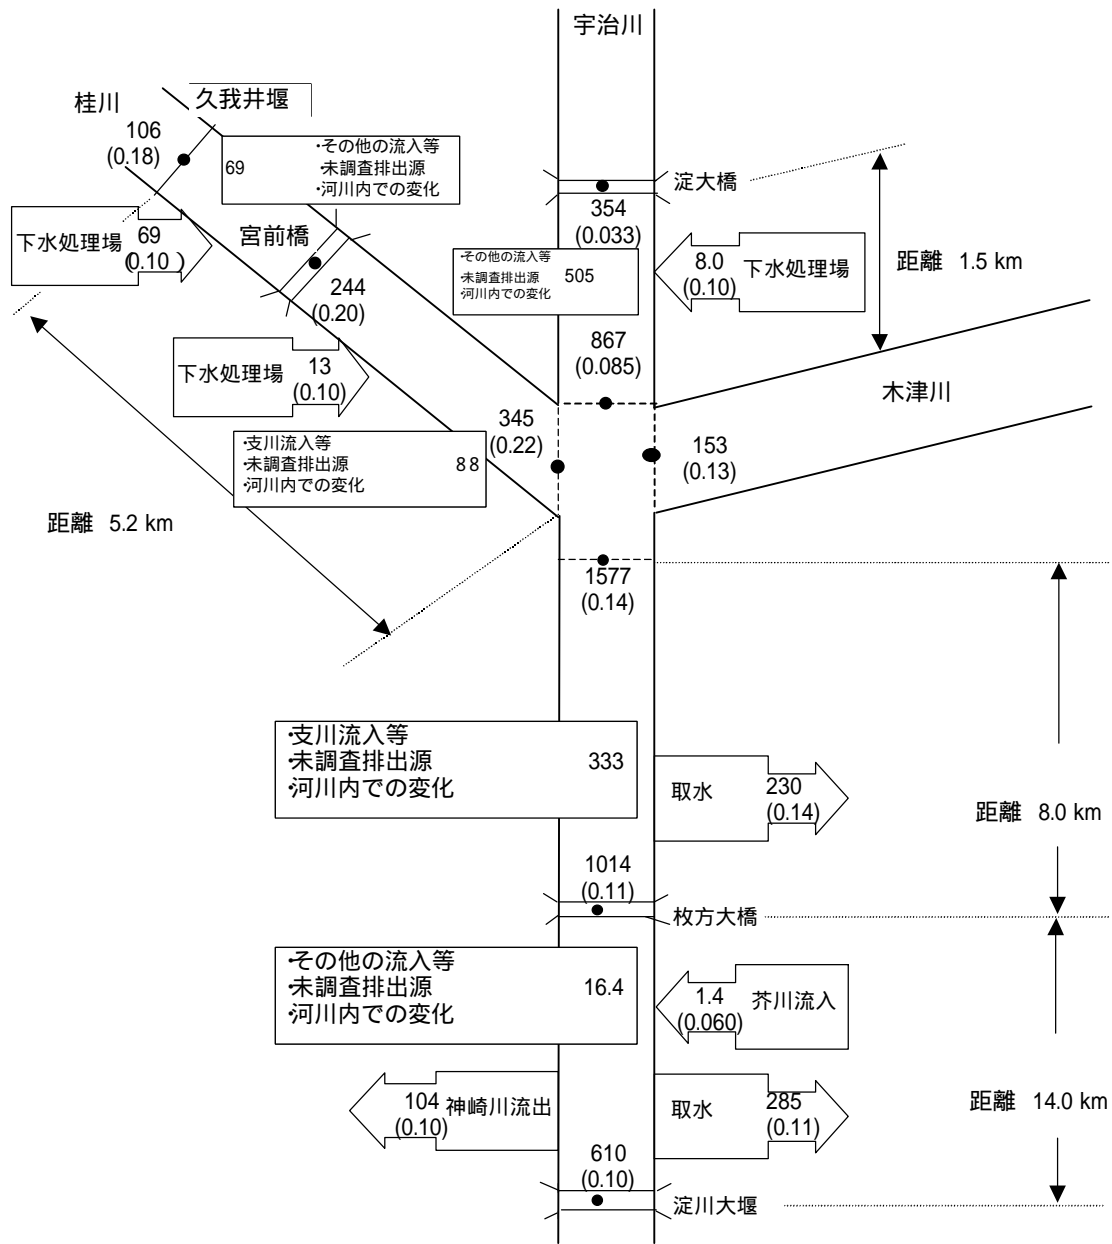 宇治川
桂川
久我井堰
106
(0.18)
69
・その他の流入等
・未調査排出源
・河川内での変化
淀大橋
354
(0.033)
下水処理場
69
(0.10 )
宮前橋
244
(0.20)
・その他の流入等
・未調査排出源
・河川内での変化
505
8.0
(0.10)
下水処理場
距離 1.5 km
867
(0.085)
下水処理場
13
(0.10)
木津川
345
(0.22)
153
(0.13)
・支川流入等
・未調査排出源
・河川内での変化
88
距離 5.2 km
1577
(0.14)
・支川流入等
・未調査排出源
・河川内での変化
333
取水
230
(0.14)
距離 8.0 km
1014
(0.11)
枚方大橋
・その他の流入等
・未調査排出源
・河川内での変化
16.4
1.4
(0.060)
芥川流入
104
(0.10)
神崎川流出
取水
285
(0.11)
距離 14.0 km
610
(0.10)
淀川大堰